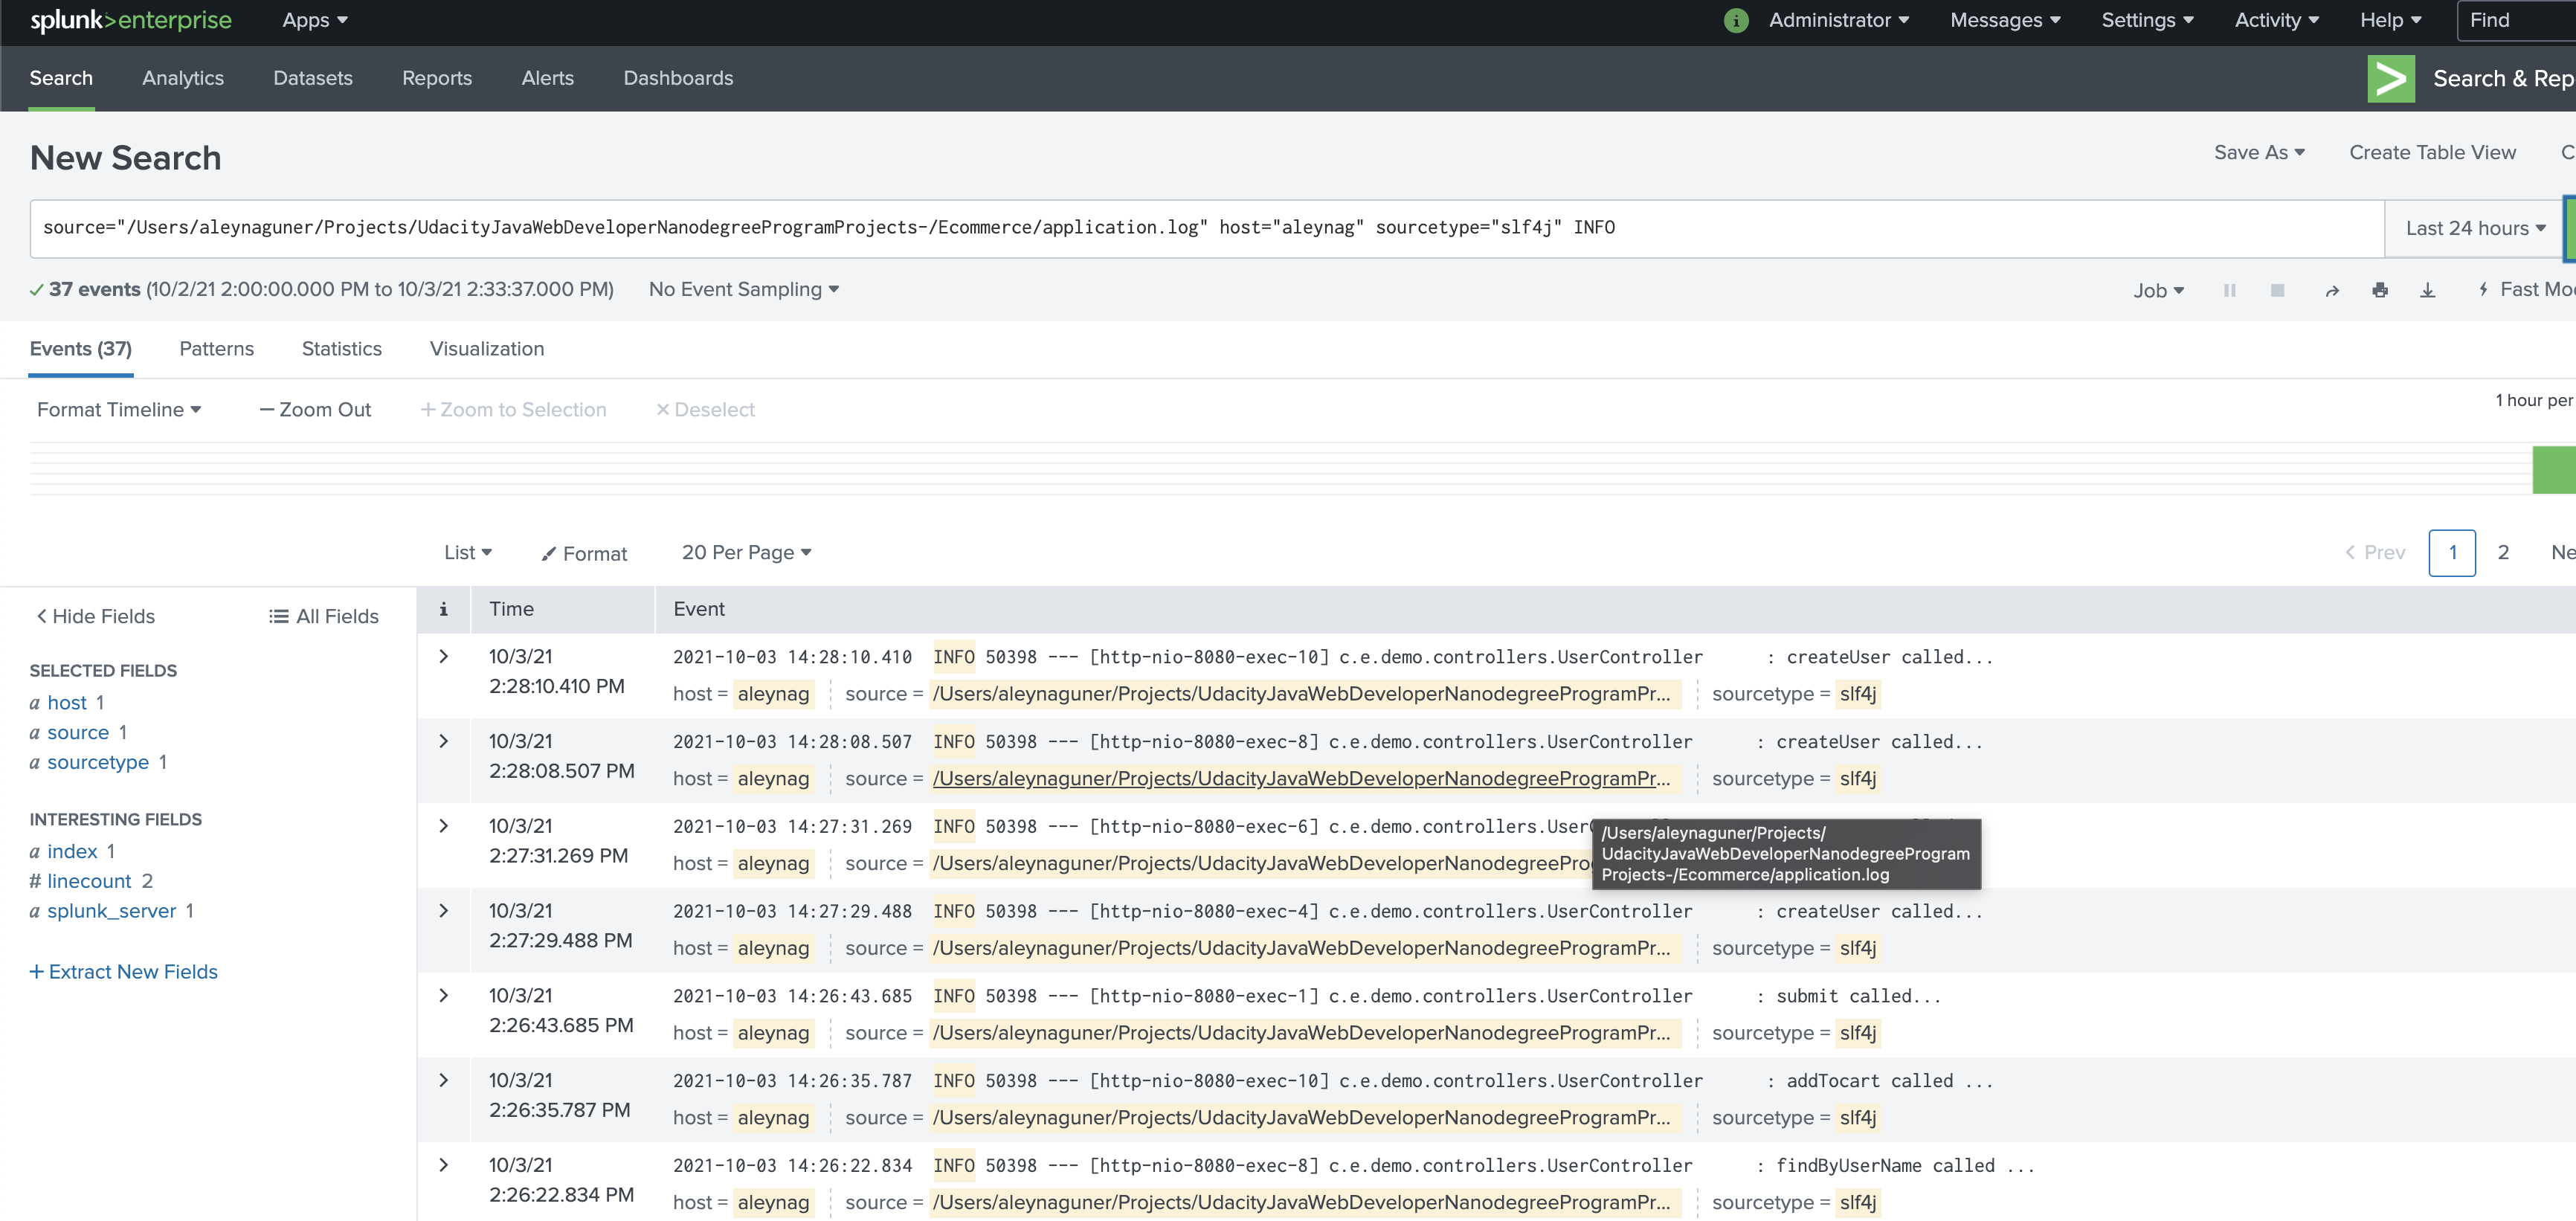 splunk>enterprise Apps Administrator Messages Settings Activity Help Find
Search Analytics Datasets Reports Alerts Dashboards Search & Rep
New Search Save As Create Table View C
source="/Users/aleynaguner/Projects/UdacityJavaWebDeveloperNanodegreeProgramProjects-/Ecommerce/application.log" host="aleynag" sourcetype="slf4j" INFO Last 24 hours
37 events (10/2/21 2:00:00.000 PM to 10/3/21 2:33:37.000 PM) No Event Sampling Job Fast Mod
Events (37) Patterns Statistics Visualization
Format Timeline — Zoom Out + Zoom to Selection × Deselect 1 hour per
List Format 20 Per Page < Prev 1 2 Ne
< Hide Fields All Fields
SELECTED FIELDS
a host 1
a source 1
a sourcetype 1
INTERESTING FIELDS
a index 1
# linecount 2
a splunk_server 1
+ Extract New Fields
i Time Event
> 10/3/21 2021-10-03 14:28:10.410 INFO 50398 --- [http-nio-8080-exec-10] c.e.demo.controllers.UserController : createUser called...
2:28:10.410 PM host = aleynag source = /Users/aleynaguner/Projects/UdacityJavaWebDeveloperNanodegreeProgramPr... sourcetype = slf4j
> 10/3/21 2021-10-03 14:28:08.507 INFO 50398 --- [http-nio-8080-exec-8] c.e.demo.controllers.UserController : createUser called...
2:28:08.507 PM host = aleynag source = /Users/aleynaguner/Projects/UdacityJavaWebDeveloperNanodegreeProgramPr... sourcetype = slf4j
> 10/3/21 2021-10-03 14:27:31.269 INFO 50398 --- [http-nio-8080-exec-6] c.e.demo.controllers.User
2:27:31.269 PM host = aleynag source = /Users/aleynaguner/Projects/UdacityJavaWebDeveloperNanodegreePro
/Users/aleynaguner/Projects/
UdacityJavaWebDeveloperNanodegreeProgram
Projects-/Ecommerce/application.log
> 10/3/21 2021-10-03 14:27:29.488 INFO 50398 --- [http-nio-8080-exec-4] c.e.demo.controllers.UserController : createUser called...
2:27:29.488 PM host = aleynag source = /Users/aleynaguner/Projects/UdacityJavaWebDeveloperNanodegreeProgramPr... sourcetype = slf4j
> 10/3/21 2021-10-03 14:26:43.685 INFO 50398 --- [http-nio-8080-exec-1] c.e.demo.controllers.UserController : submit called...
2:26:43.685 PM host = aleynag source = /Users/aleynaguner/Projects/UdacityJavaWebDeveloperNanodegreeProgramPr... sourcetype = slf4j
> 10/3/21 2021-10-03 14:26:35.787 INFO 50398 --- [http-nio-8080-exec-10] c.e.demo.controllers.UserController : addTocart called ...
2:26:35.787 PM host = aleynag source = /Users/aleynaguner/Projects/UdacityJavaWebDeveloperNanodegreeProgramPr... sourcetype = slf4j
> 10/3/21 2021-10-03 14:26:22.834 INFO 50398 --- [http-nio-8080-exec-8] c.e.demo.controllers.UserController : findByUserName called ...
2:26:22.834 PM host = aleynag source = /Users/aleynaguner/Projects/UdacityJavaWebDeveloperNanodegreeProgramPr... sourcetype = slf4j